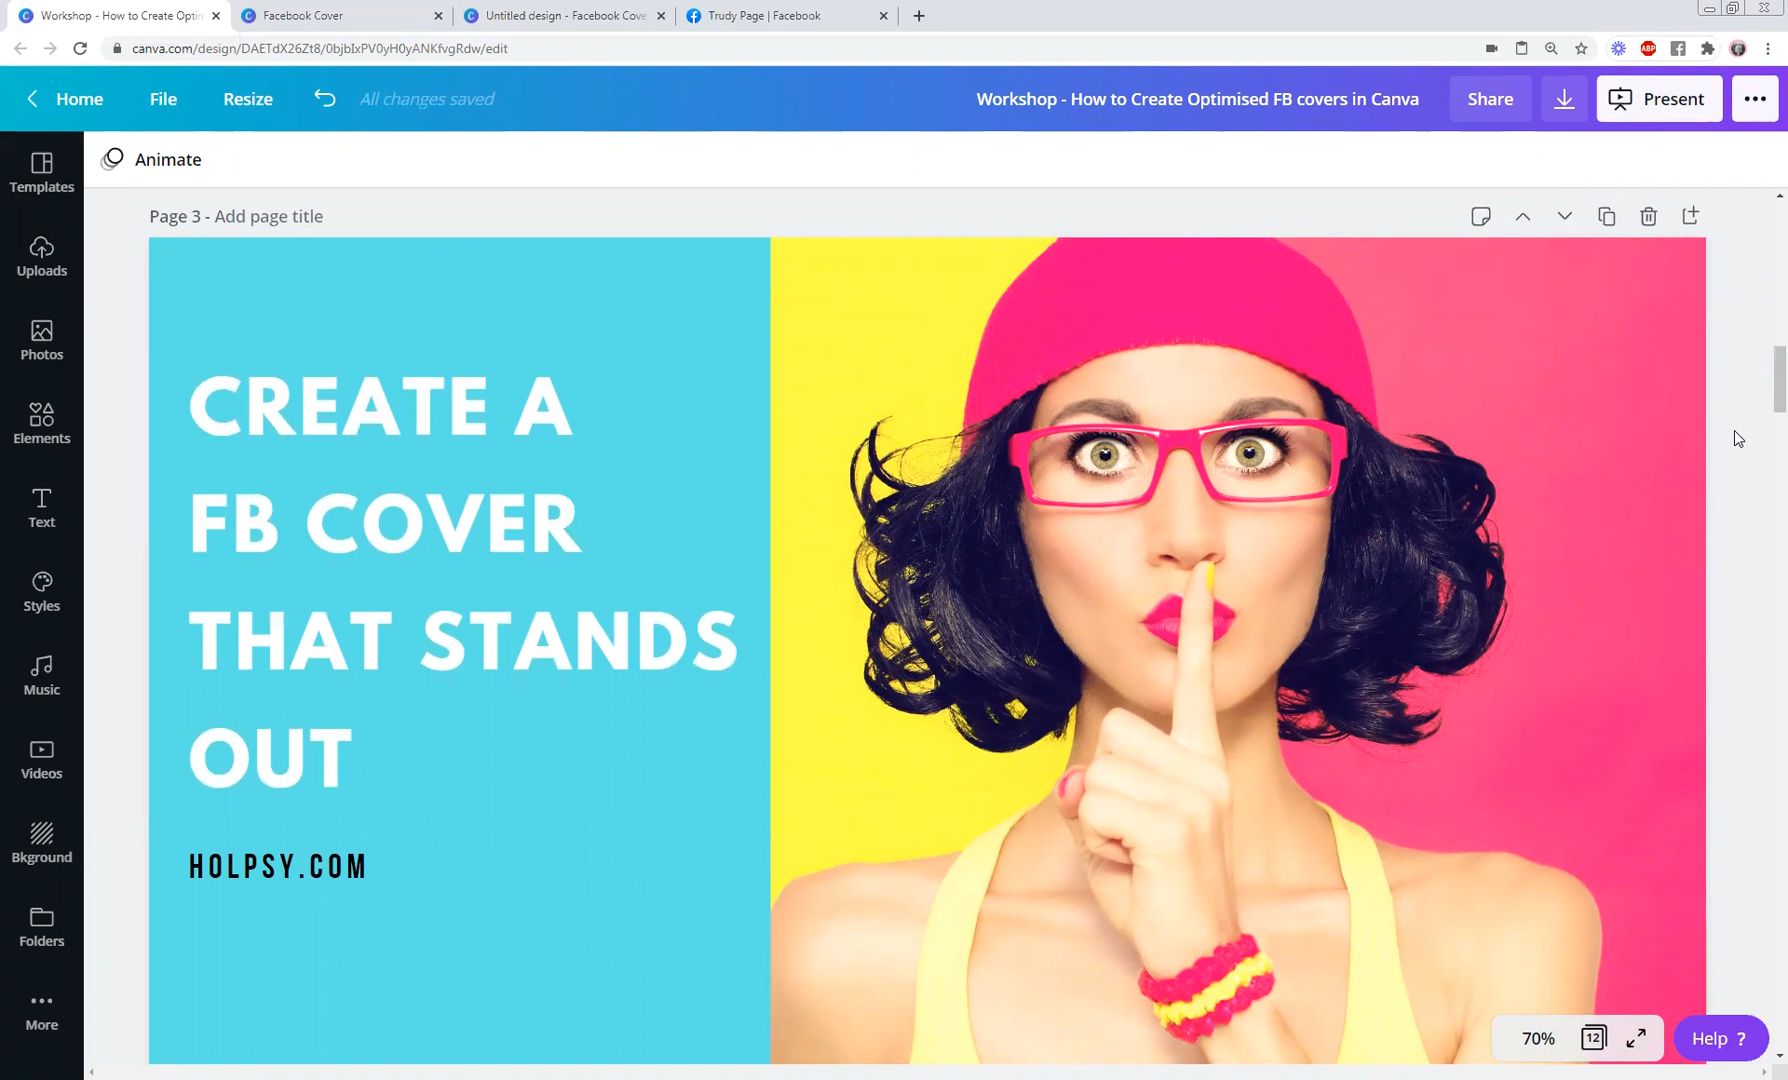 Workshop - How to Create Optim
Facebook Cover
Untitled design - Facebook Cove
Trudy Page | Facebook
canva.com/design/DAETdX26Zt8/0bjbIxPV0yH0yANKfvgRdw/edit
ABP
Home
File
Resize
All changes saved
Workshop - How to Create Optimised FB covers in Canva
Share
Present
Animate
Templates
Uploads
Photos
Elements
Text
Styles
Music
Videos
Bkground
Folders
More
Page 3 - Add page title
CREATE A
FB COVER
THAT STANDS
OUT
HOLPSY.COM
70%
12
Help ?